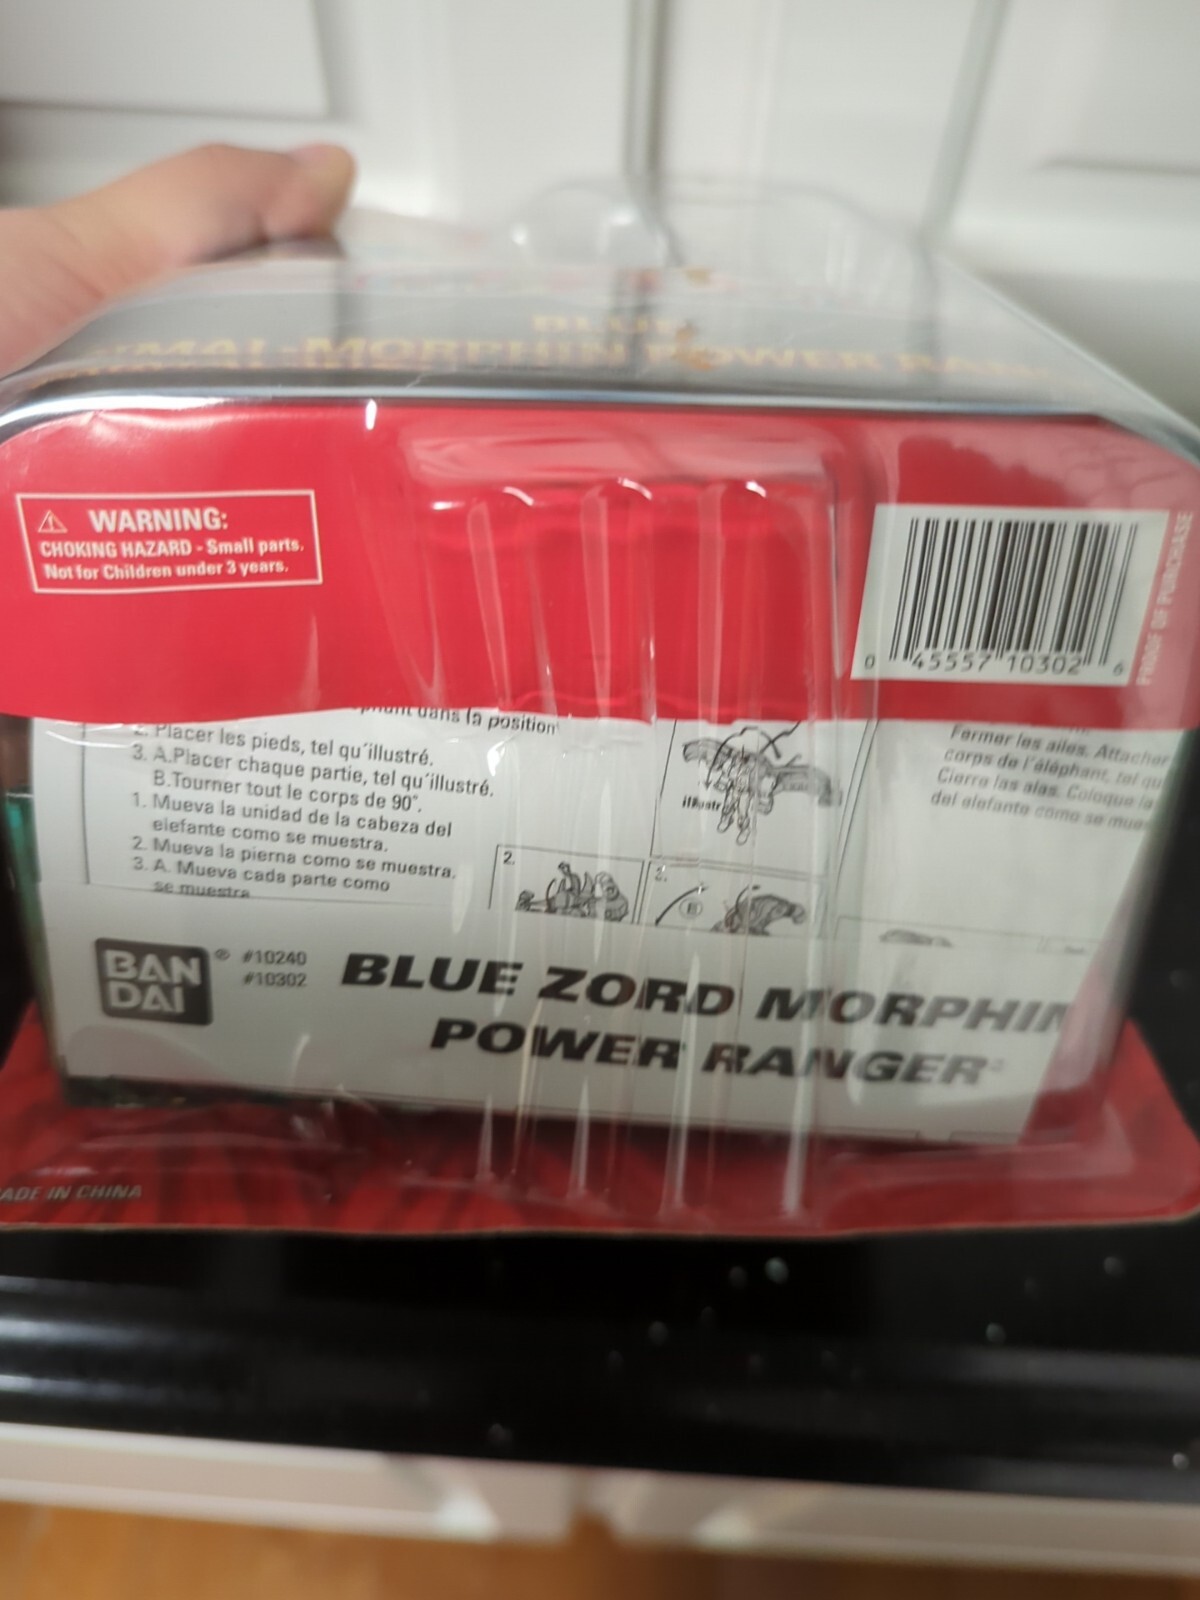 BLUE
MORPHIN POWER
WARNING:
CHOKING HAZARD - Small parts.
Not for Children under 3 years.
0 45557 10302 6
PROOF OF PURCHASE
dans la position
2. Placer les pieds, tel qu'illustré.
3. A.Placer chaque partie, tel qu'illustré.
B.Tourner tout le corps de 90°.
1. Mueva la unidad de la cabeza del
elefante como se muestra.
2. Mueva la pierna como se muestra.
3. A. Mueva cada parte como
se muestra
2.
B
Fermer les ailes. Attacher
corps de l'éléphant, tel qu
Cierre las alas. Coloque la
del elefante como se mues
BAN
DAI
® #10240
#10302
BLUE ZORD MORPHIN
POWER RANGER
ADE IN CHINA